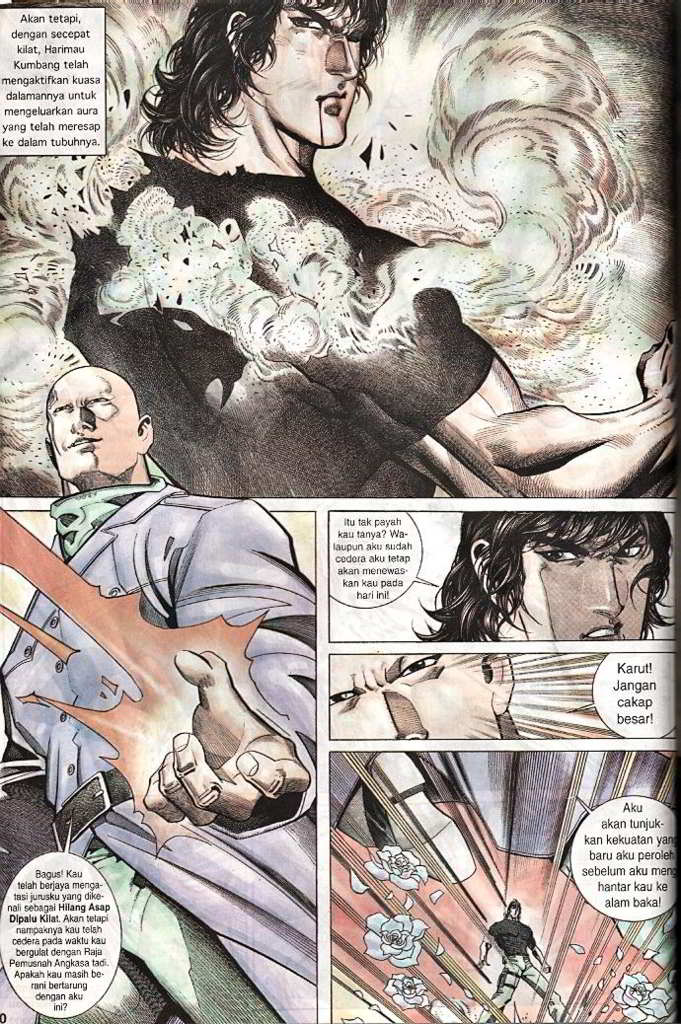 Akan tetapi,
dengan secepat
kilat, Harimau
Kumbang telah
mengaktifkan kuasa
dalamannya untuk
mengeluarkan aura
yang telah meresap
ke dalam tubuhnya.
Itu tak payah
kau tanya? Wa-
laupun aku sudah
cedera aku tetap
akan menewas-
kan kau pada
hari ini!
Karut!
Jangan
cakap
besar!
Bagus! Kau
telah berjaya menga-
tasi jurusku yang dike-
nali sebagai Hilang Asap
Dipalu Kilat. Akan tetapi
nampaknya kau telah
cedera pada waktu kau
bergulat dengan Raja
Pemusnah Angkasa tadi.
Apakah kau masih be-
rani bertarung
dengan aku
ini?
Aku
akan tunjuk-
kan kekuatan yang
baru aku peroleh
sebelum aku meng
hantar kau ke
alam baka!
0